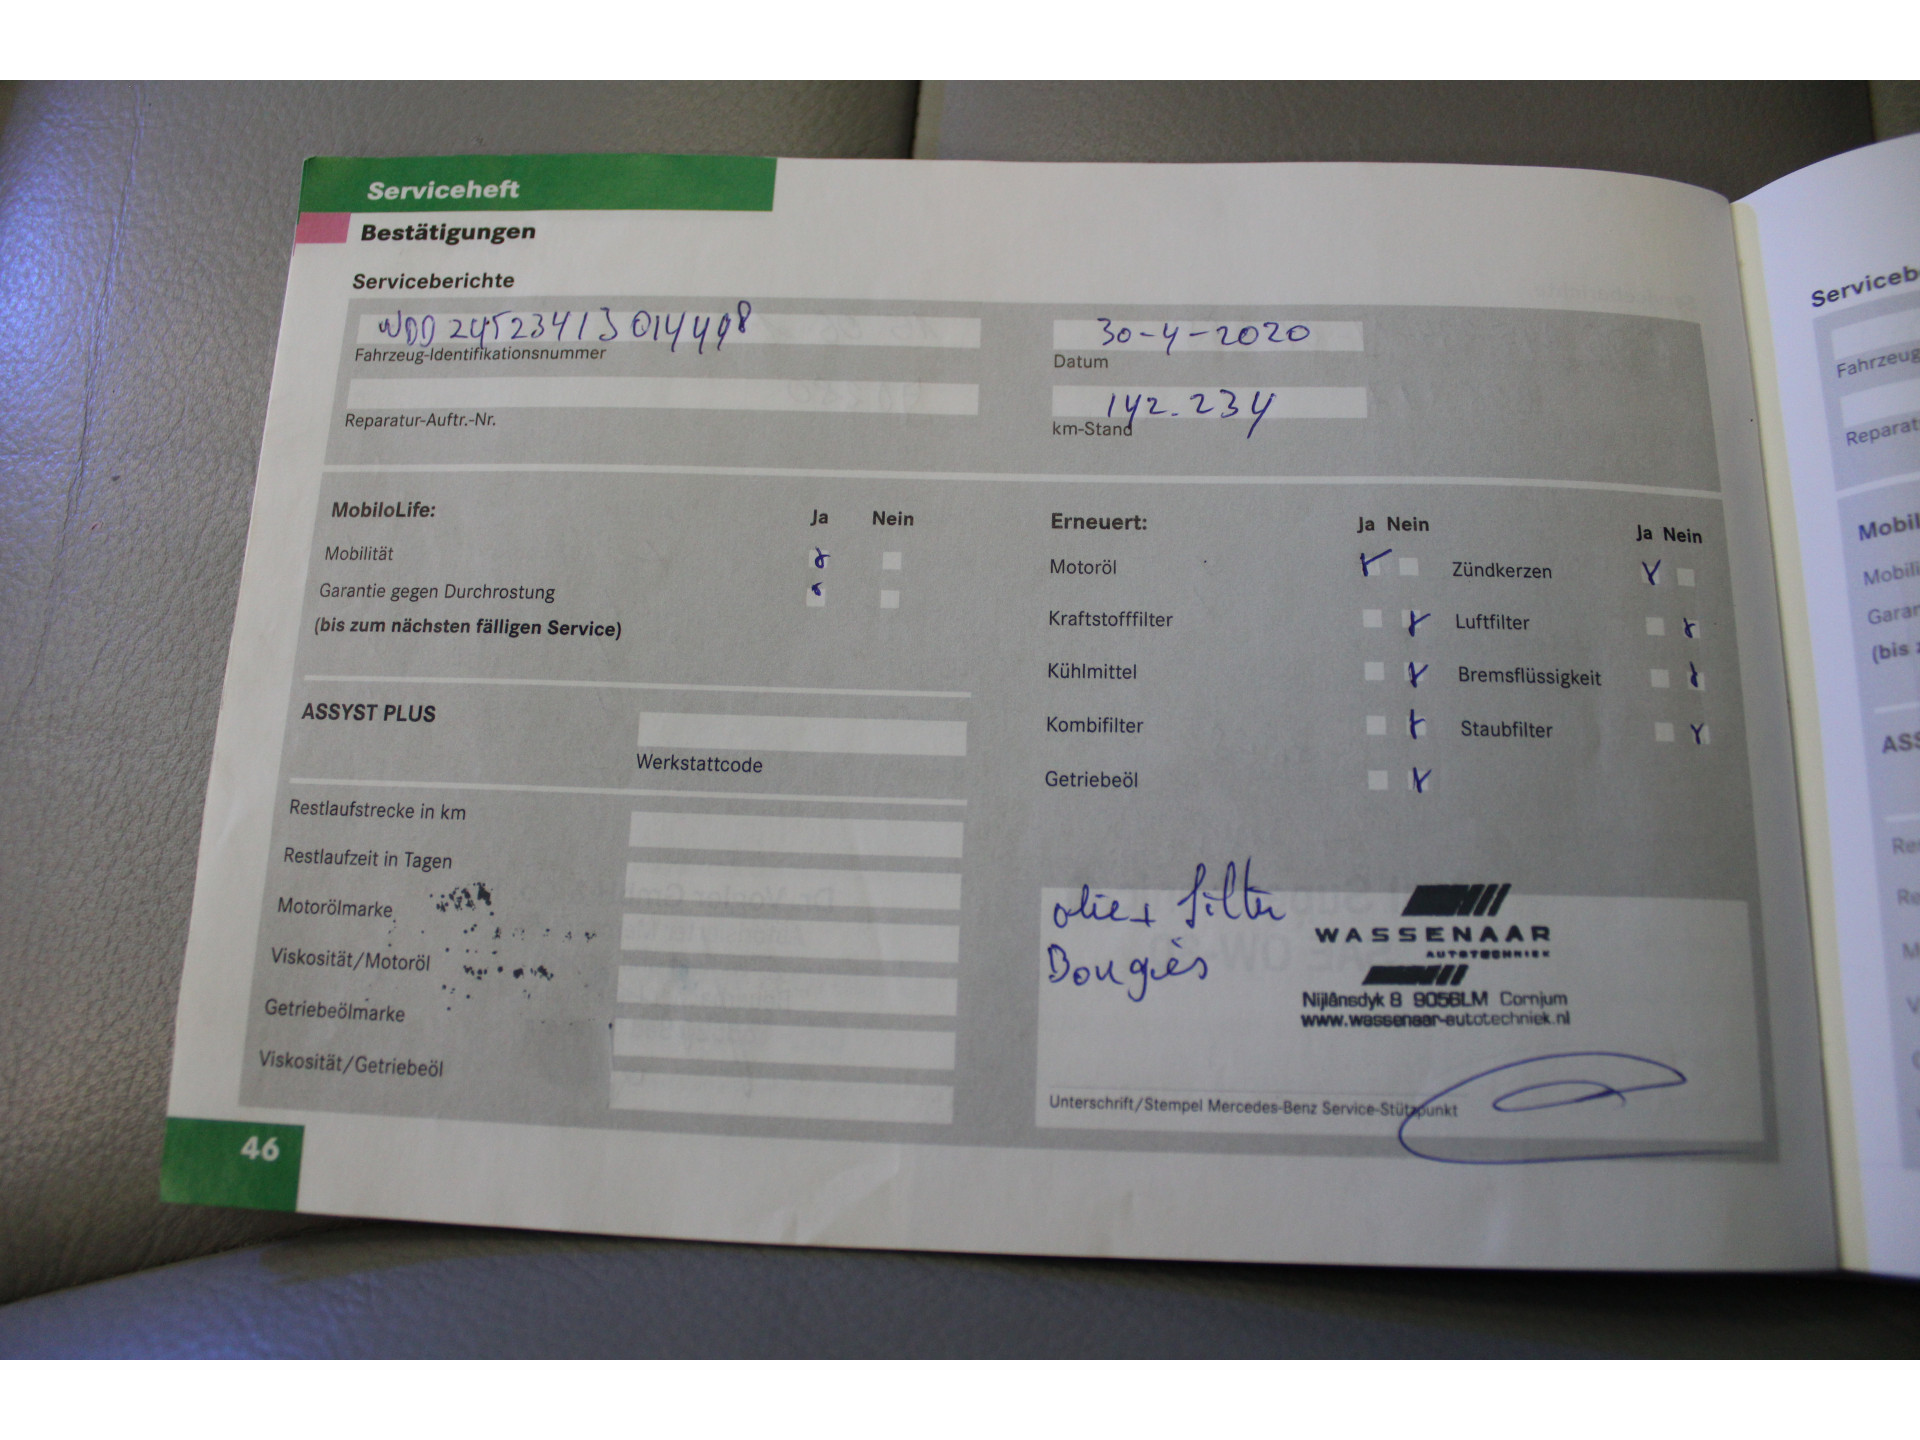 Serviceheft
Bestätigungen
Serviceberichte
WDD 2452341J 014498
Fahrzeug-Identifikationsnummer
30-4-2020
Datum
Reparatur-Auftr.-Nr.
142.234
km-Stand
MobiloLife:
Ja Nein
Mobilität
Garantie gegen Durchrostung
(bis zum nächsten fälligen Service)
ASSYST PLUS
Werkstattcode
Restlaufstrecke in km
Restlaufzeit in Tagen
Motorölmarke
Viskosität/Motoröl
Getriebeölmarke
Viskosität/Getriebeöl
Erneuert:
Ja Nein
Ja Nein
Motoröl
Zündkerzen
Kraftstofffilter
Luftfilter
Kühlmittel
Bremsflüssigkeit
Kombifilter
Staubfilter
Getriebeöl
olie + filter
Bougiès
WASSENAAR
AUTOTECHNIEK
Nijlânsdyk 8 9056LM Cornjum
www.wassenaar-autotechniek.nl
Unterschrift/Stempel Mercedes-Benz Service-Stützpunkt
46
Serviceb
Fahrzeug
Reparat
Mobil
Mobili
Garan
(bis
ASS